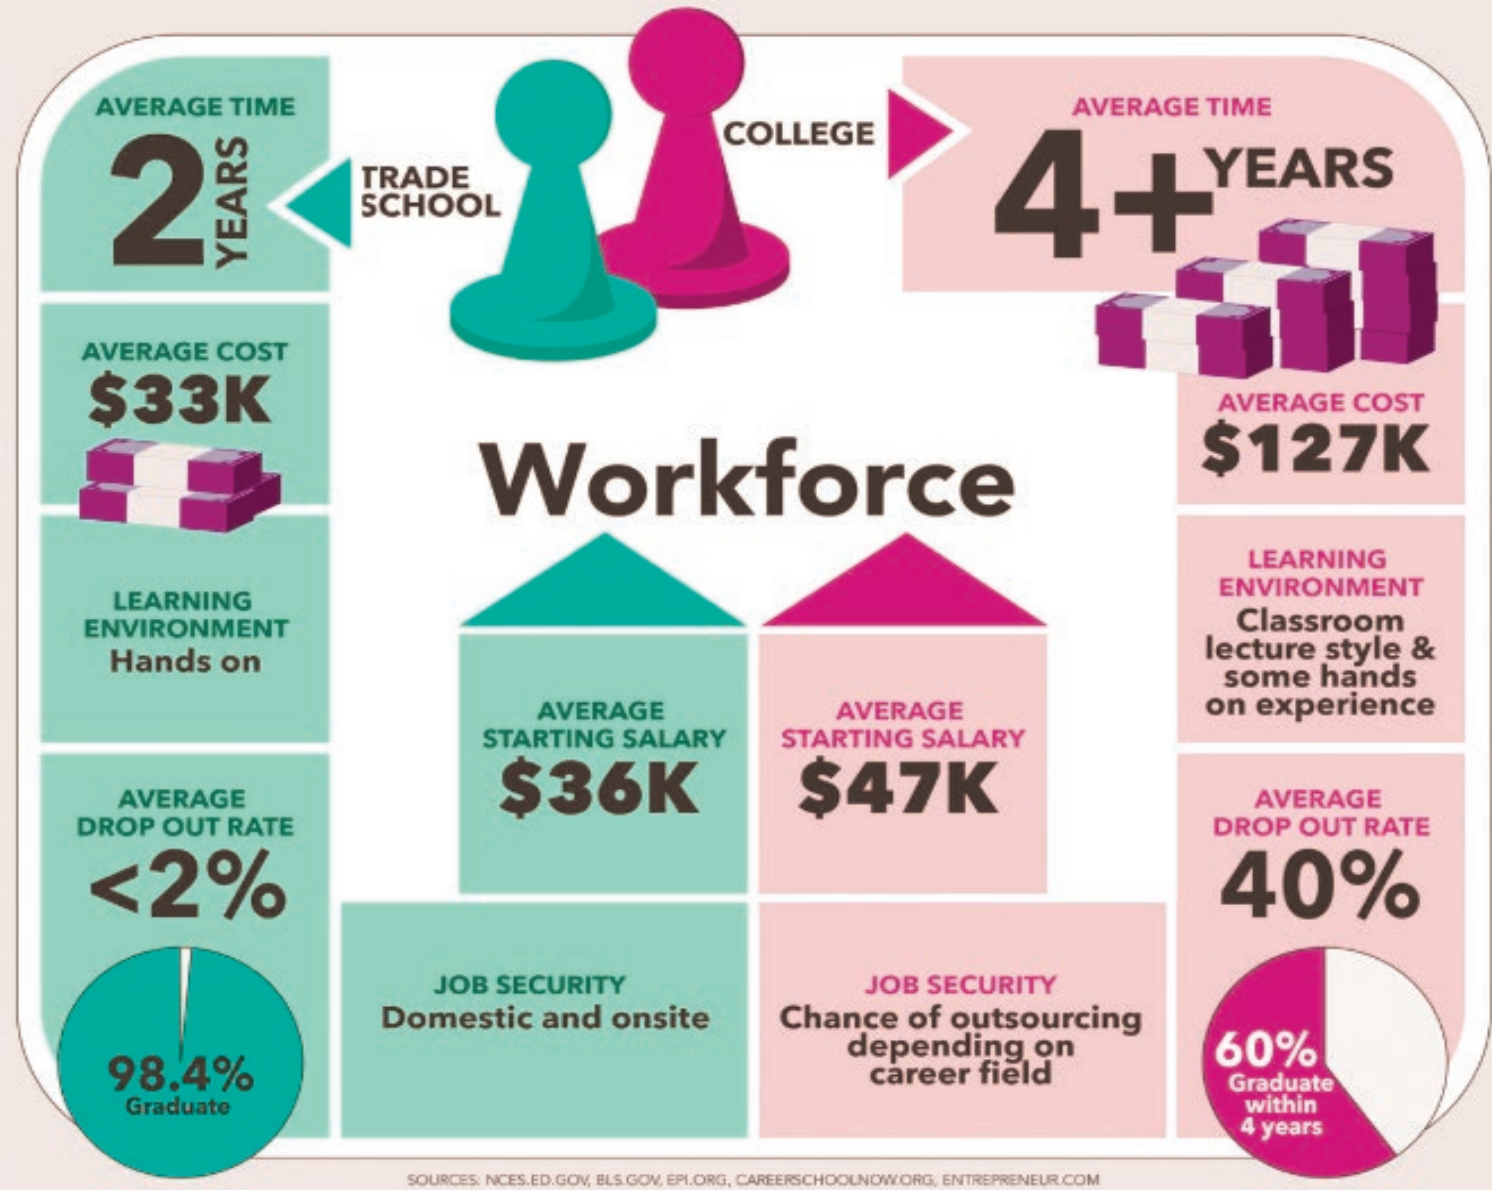 AVERAGE TIME
2 YEARS
TRADE
SCHOOL
COLLEGE
AVERAGE TIME
4+ YEARS
AVERAGE COST
$33K
AVERAGE COST
$127K
LEARNING
ENVIRONMENT
Hands on
LEARNING
ENVIRONMENT
Classroom
lecture style &
some hands
on experience
AVERAGE
DROP OUT RATE
<2%
98.4%
Graduate
Workforce
AVERAGE
STARTING SALARY
$36K
AVERAGE
STARTING SALARY
$47K
JOB SECURITY
Domestic and onsite
JOB SECURITY
Chance of outsourcing
depending on
career field
AVERAGE
DROP OUT RATE
40%
60%
Graduate
within
4 years
SOURCES: NCES.ED.GOV, BLS.GOV, EPI.ORG, CAREERSCHOOLNOW.ORG, ENTREPRENEUR.COM